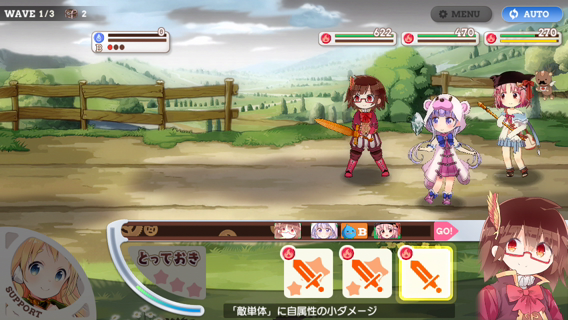 WAVE 1/3 2
MENU
AUTO
0
B
622
470
270
B
GO!
とっておき
SUPPORT
「敵単体」に自属性の小ダメージ